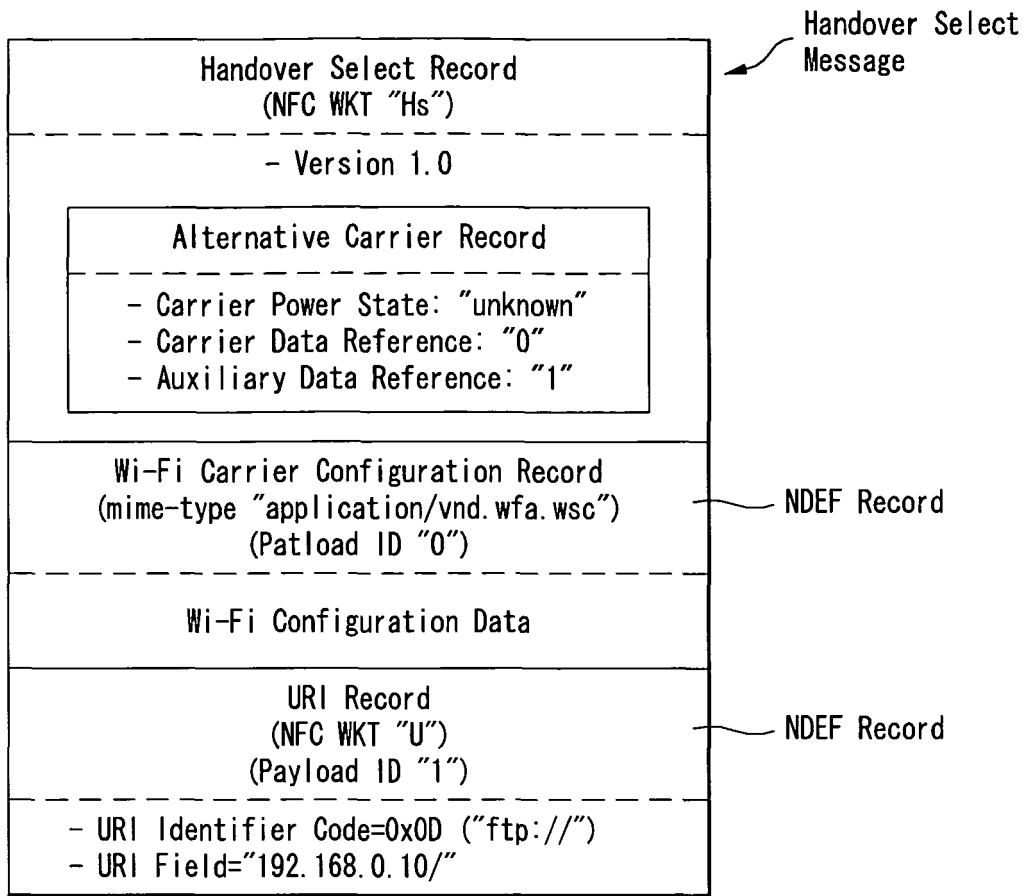 Handover Select
Message
Handover Select Record
(NFC WKT "Hs")
- Version 1.0
Alternative Carrier Record
- Carrier Power State: "unknown"
- Carrier Data Reference: "0"
- Auxiliary Data Reference: "1"
Wi-Fi Carrier Configuration Record
(mime-type "application/vnd.wfa.wsc")
(Patload ID "0")
NDEF Record
Wi-Fi Configuration Data
URI Record
(NFC WKT "U")
(Payload ID "1")
NDEF Record
- URI Identifier Code=0x0D ("ftp://")
- URI Field="192.168.0.10/"